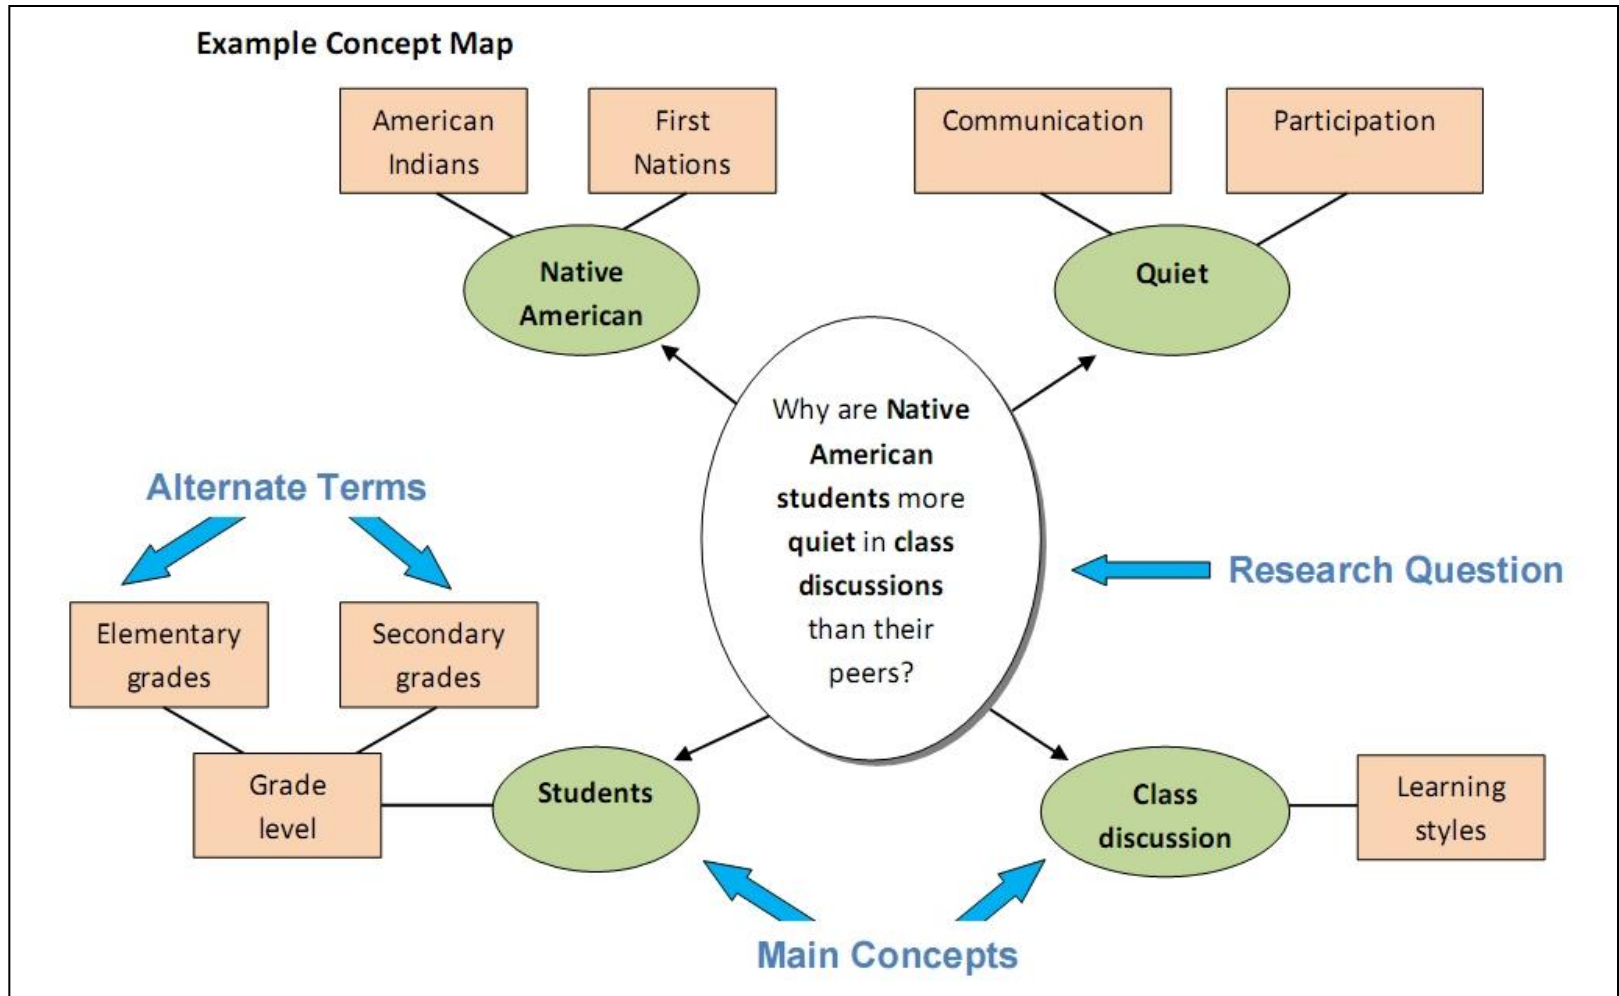 Example Concept Map
American
Indians
First
Nations
Communication
Participation
Native
American
Quiet
Why are Native
American
students more
quiet in class
discussions
than their
peers?
Alternate Terms
Research Question
Elementary
grades
Secondary
grades
Grade
level
Students
Class
discussion
Learning
styles
Main Concepts